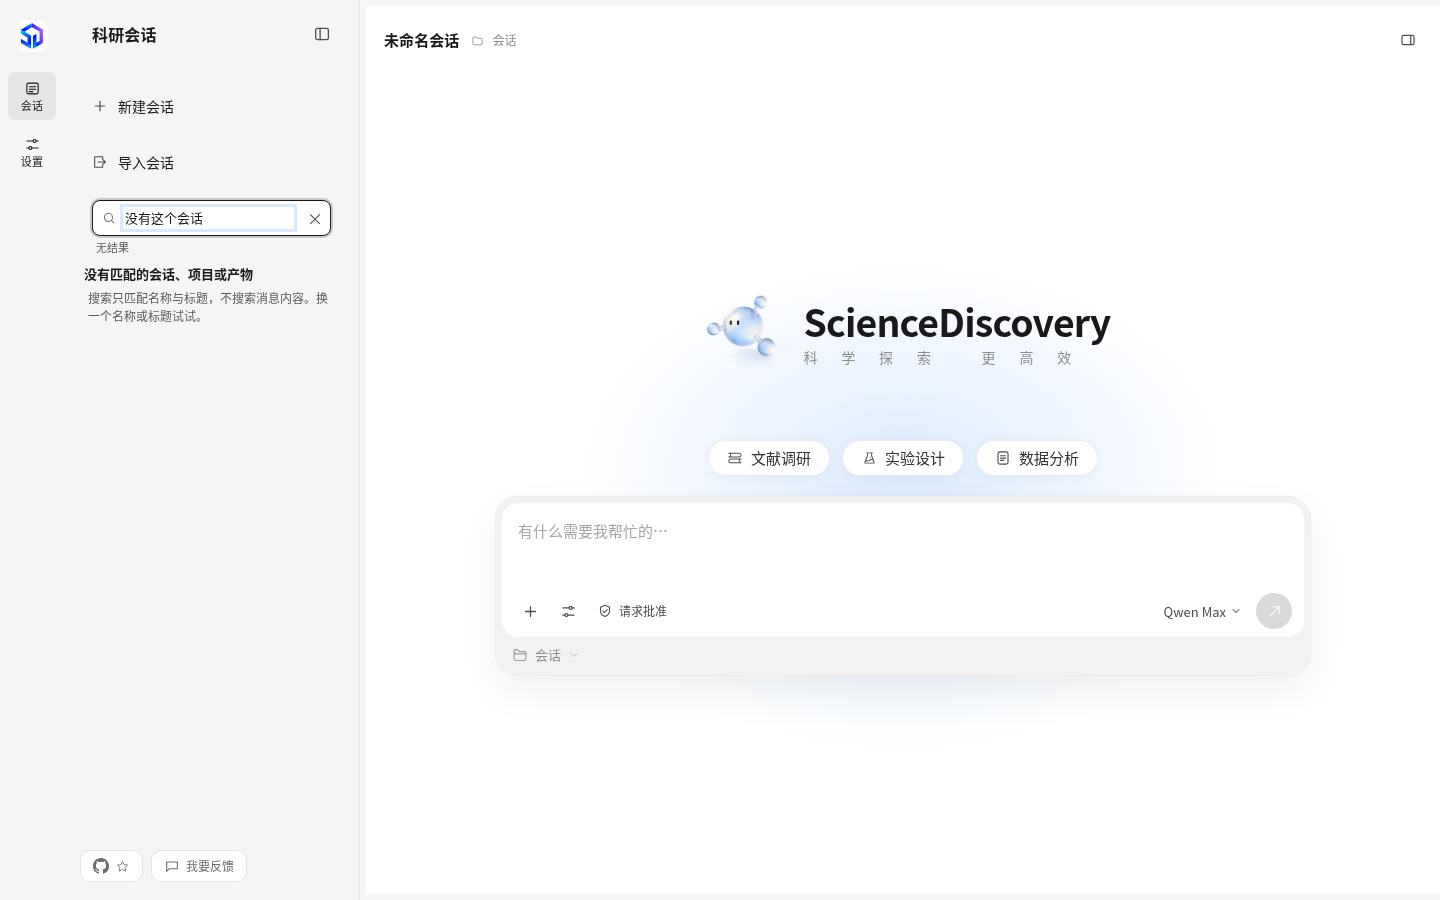 科研会话
会话
设置
新建会话
导入会话
没有这个会话
无结果
没有匹配的会话、项目或产物
搜索只匹配名称与标题，不搜索消息内容。换
一个名称或标题试试。
我要反馈
未命名会话 会话
ScienceDiscovery
科学探索 更高效
文献调研 实验设计 数据分析
有什么需要我帮忙的…
请求批准 Qwen Max
会话